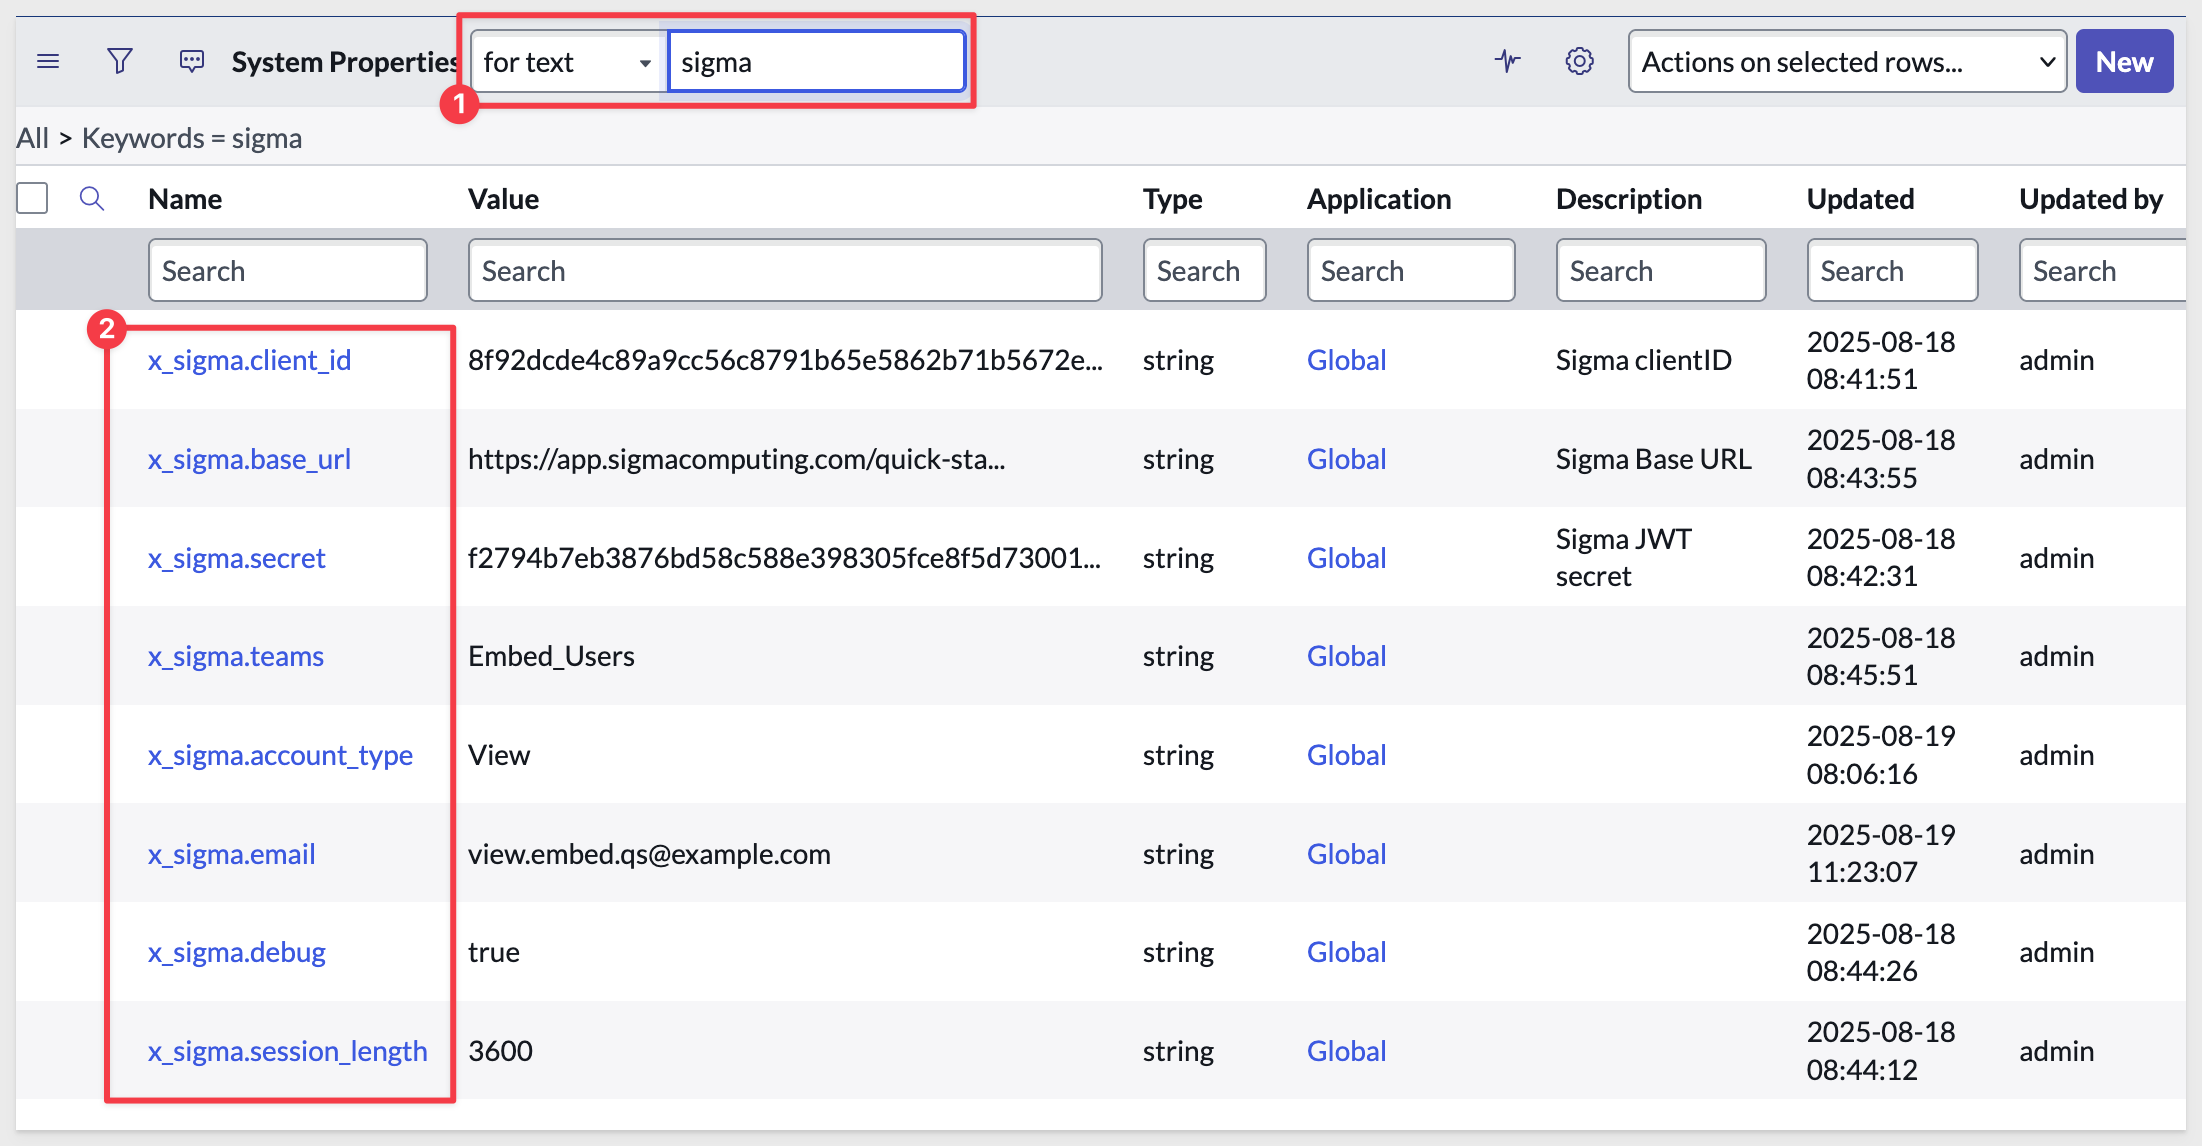 System Properties for text sigma Actions on selected rows... New
1
All > Keywords = sigma
Name Value Type Application Description Updated Updated by
Search Search Search Search Search Search Search
2
x_sigma.client_id 8f92dcde4c89a9cc56c8791b65e5862b71b5672e... string Global Sigma clientID 2025-08-18 08:41:51 admin
x_sigma.base_url https://app.sigmacomputing.com/quick-sta... string Global Sigma Base URL 2025-08-18 08:43:55 admin
x_sigma.secret f2794b7eb3876bd58c588e398305fce8f5d73001... string Global Sigma JWT secret 2025-08-18 08:42:31 admin
x_sigma.teams Embed_Users string Global 2025-08-18 08:45:51 admin
x_sigma.account_type View string Global 2025-08-19 08:06:16 admin
x_sigma.email view.embed.qs@example.com string Global 2025-08-19 11:23:07 admin
x_sigma.debug true string Global 2025-08-18 08:44:26 admin
x_sigma.session_length 3600 string Global 2025-08-18 08:44:12 admin